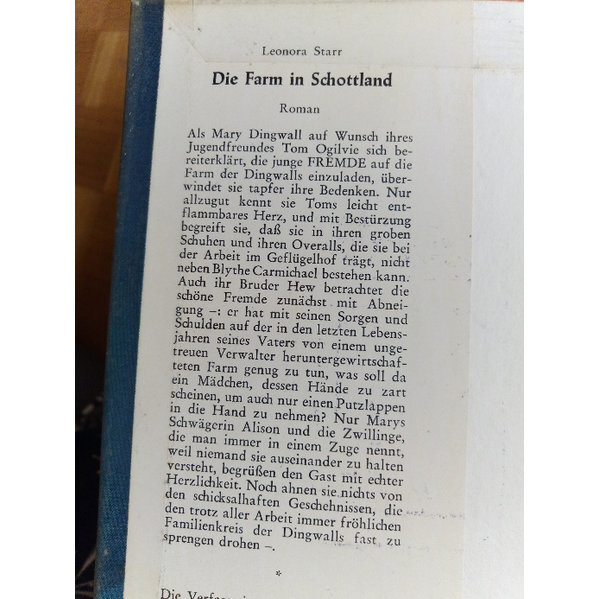 Leonora Starr
Die Farm in Schottland
Roman
Als Mary Dingwall auf Wunsch ihres
Jugendfreundes Tom Ogilvie sich be-
reiterklärt, die junge FREMDE auf die
Farm der Dingwalls einzuladen, über-
windet sie tapfer ihre Bedenken. Nur
allzugut kennt sie Toms leicht ent-
flammbares Herz, und mit Bestürzung
begreift sie, daß sie in ihren groben
Schuhen und ihren Overalls, die sie bei
der Arbeit im Geflügelhof trägt, nicht
neben Blythe Carmichael bestehen kann.
Auch ihr Bruder Hew betrachtet die
schöne Fremde zunächst mit Abnei-
gung –: er hat mit seinen Sorgen und
Schulden auf der in den letzten Lebens-
jahren seines Vaters von einem unge-
treuen Verwalter heruntergewirtschaf-
teten Farm genug zu tun, was soll da
ein Mädchen, dessen Hände zu zart
scheinen, um auch nur einen Putzlappen
in die Hand zu nehmen? Nur Marys
Schwägerin Alison und die Zwillinge,
die man immer in einem Zuge nennt,
weil niemand sie auseinander zu halten
versteht, begrüßen den Gast mit echter
Herzlichkeit. Noch ahnen sie nichts von
den schicksalhaften Geschehnissen, die
den trotz aller Arbeit immer fröhlichen
Familienkreis der Dingwalls fast zu
sprengen drohen –.
*
Die